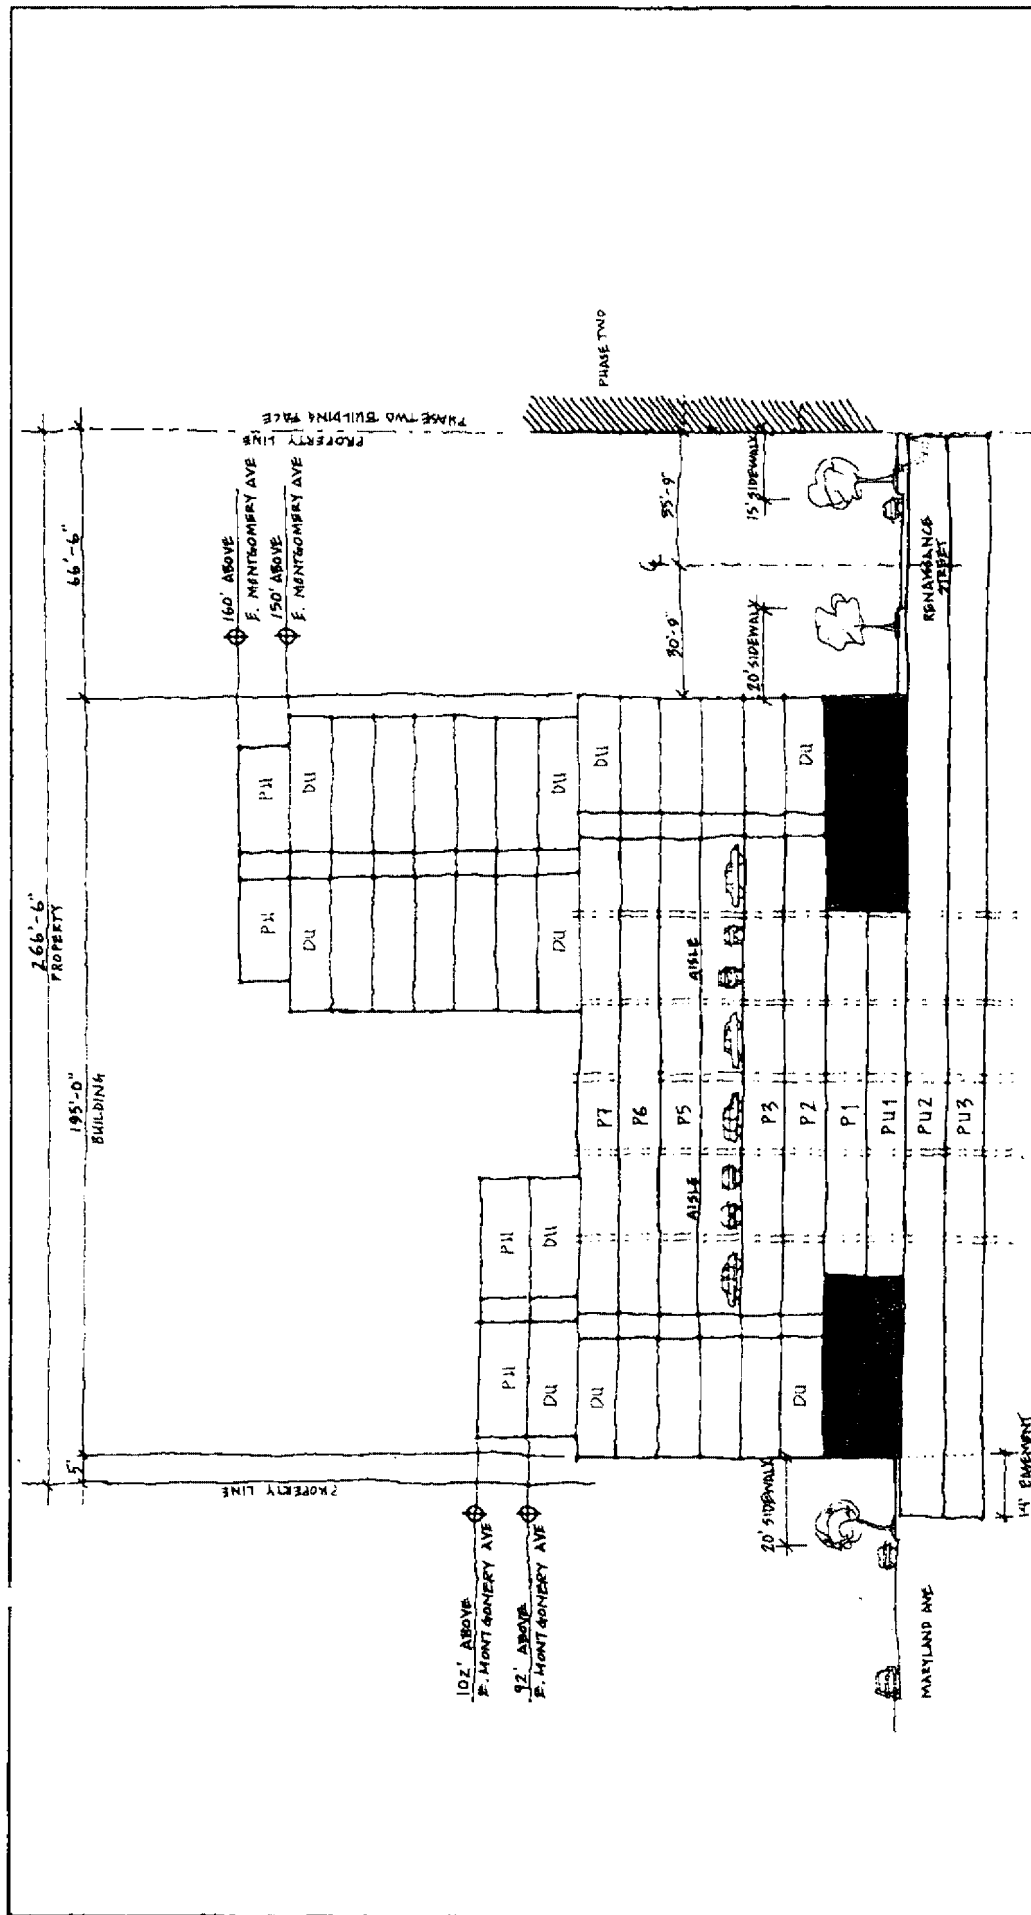 266'-6"
PROPERTY
5'
195'-0"
BUILDING
66'-6"
PROPERTY LINE
PROPERTY LINE
PHASE TWO BUILDING FACE
160' ABOVE
E. MONTGOMERY AVE
150' ABOVE
E. MONTGOMERY AVE
PH
PH
DU
DU
DU
DU
102' ABOVE
E. MONTGOMERY AVE
92' ABOVE
E. MONTGOMERY AVE
PH
PH
DU
DU
PHASE TWO
DU
P7
DU
P6
P5
AISLE
AISLE
30'-9"
35'-9"
℄
20' SIDEWALK
20' SIDEWALK
15' SIDEWALK
P3
DU
P2
DU
P1
PU1
MARYLAND AVE
PU2
RENAISSANCE
STREET
PU3
14' EASEMENT